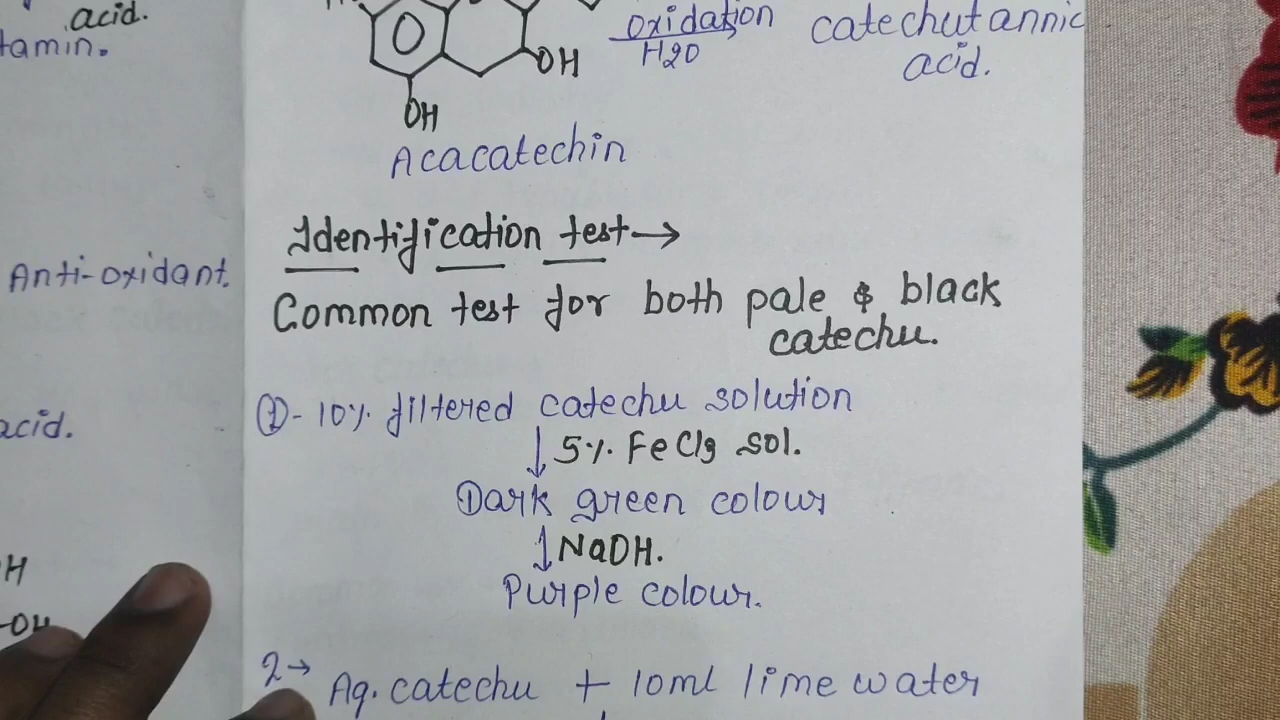 acid.
tamin.
Anti-oxidant.
acid.
H
-OH
oxidation
H2O
catechutannic
acid.
OH
OH
Acacatechin
Identification test→
Common test for both pale & black
catechu.
①- 10% filtered catechu solution
↓ 5% FeCl3 sol.
Dark green colour
↓ NaOH.
Purple colour.
2→ Aq. catechu + 10ml lime water